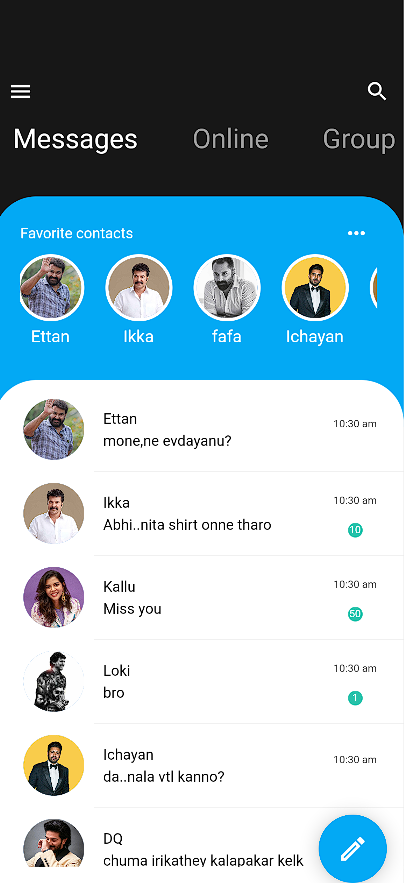 Messages Online Group
Favorite contacts
Ettan Ikka fafa Ichayan
Ettan 10:30 am
mone,ne evdayanu?
Ikka 10:30 am
Abhi..nita shirt onne tharo 10
Kallu 10:30 am
Miss you 50
Loki 10:30 am
bro 1
Ichayan 10:30 am
da..nala vtl kanno?
DQ
chuma irikathey kalapakar kelk